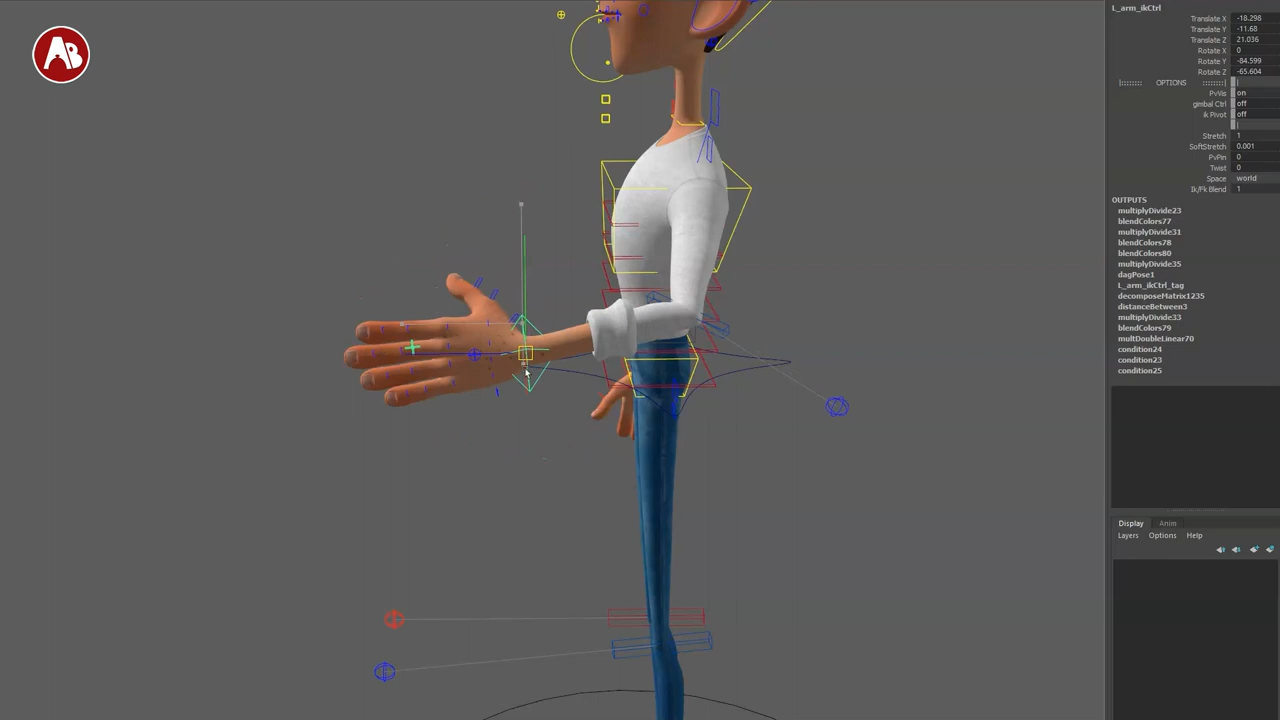 AB
L_arm_ikCtrl
Translate X -18.298
Translate Y -11.68
Translate Z 21.036
Rotate X 0
Rotate Y -84.599
Rotate Z -65.604
|:::::::: OPTIONS ::::::::| |
PvVis on
gimbal Ctrl off
ik Pivot off
|
Stretch 1
SoftStretch 0.001
PvPin 0
Twist 0
Space world
Ik/Fk Blend 1
OUTPUTS
multiplyDivide23
blendColors77
multiplyDivide31
blendColors78
blendColors80
multiplyDivide35
dagPose1
L_arm_ikCtrl_tag
decomposeMatrix1235
distanceBetween3
multiplyDivide33
blendColors79
multDoubleLinear70
condition24
condition23
condition25
Display Anim
Layers Options Help